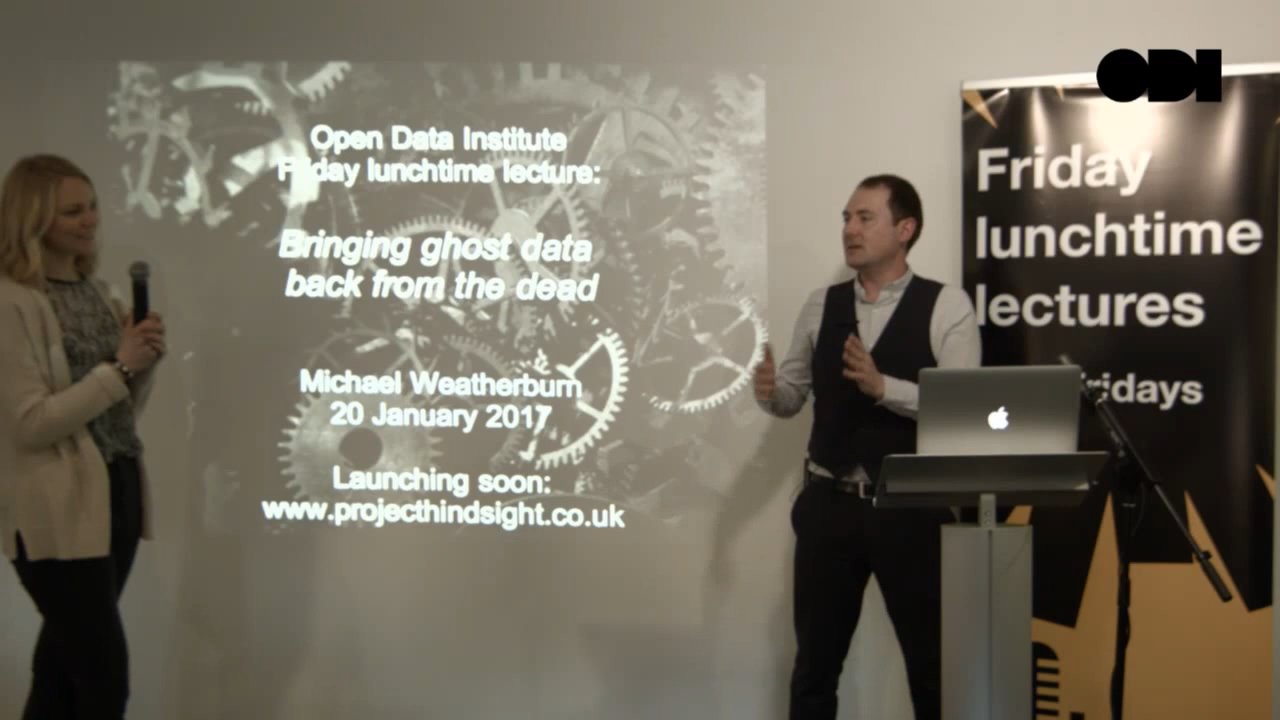 Open Data Institute
Friday lunchtime lecture:
Bringing ghost data
back from the dead
Michael Weatherburn
20 January 2017
Launching soon:
www.projecthindsight.co.uk
ODI
Friday
lunchtime
lectures
ridays